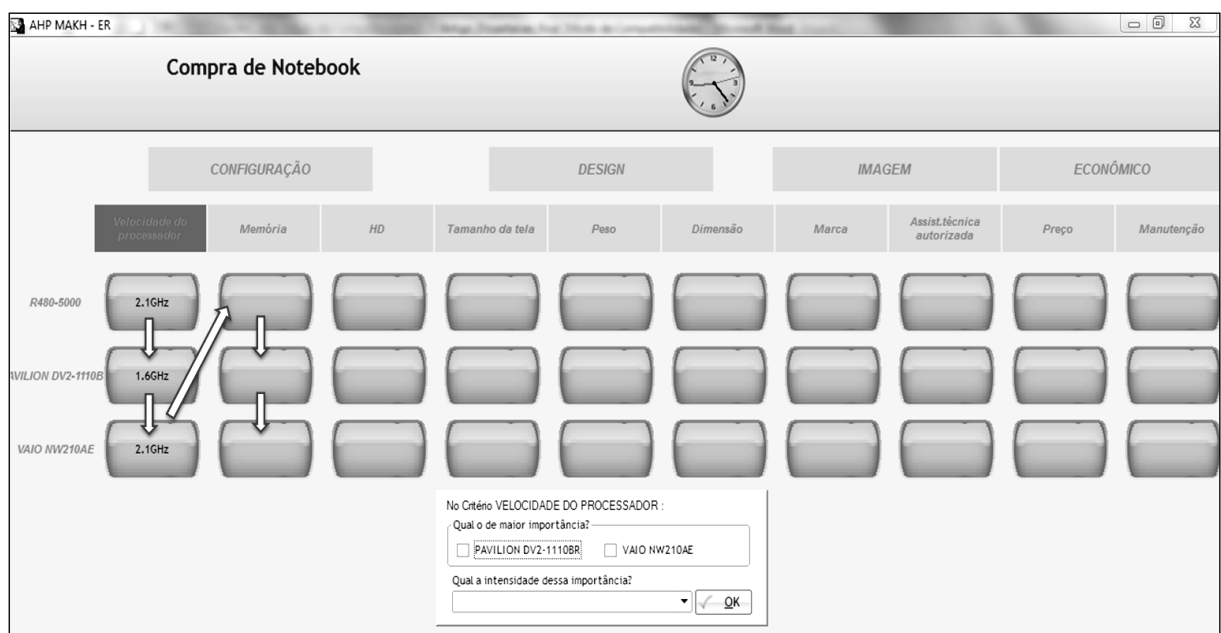 AHP MAKH - ER
Compra de Notebook
CONFIGURAÇÃO DESIGN IMAGEM ECONÔMICO
Velocidade do processador Memória HD Tamanho da tela Peso Dimensão Marca Assist.técnica autorizada Preço Manutenção
R480-5000 2.1GHz
AVILION DV2-1110B 1.6GHz
VAIO NW210AE 2.1GHz
No Critério VELOCIDADE DO PROCESSADOR :
Qual o de maior importância?
PAVILION DV2-1110BR VAIO NW210AE
Qual a intensidade dessa importância?
OK